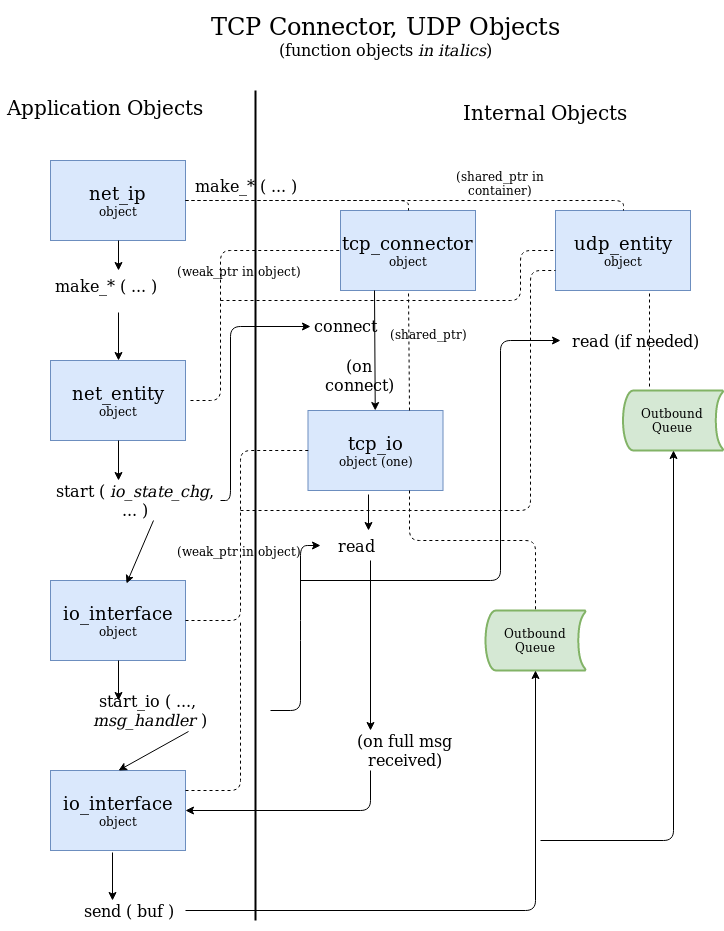 TCP Connector, UDP Objects
(function objects in italics)
Application Objects
Internal Objects
net_ip
object
make_* ( ... )
(shared_ptr in
container)
tcp_connector
object
udp_entity
object
(weak_ptr in object)
make_* ( ... )
connect
(shared_ptr)
read (if needed)
(on
connect)
net_entity
object
Outbound
Queue
tcp_io
object (one)
start ( io_state_chg,
... )
(weak_ptr in object)
read
io_interface
object
Outbound
Queue
start_io ( ...,
msg_handler )
(on full msg
received)
io_interface
object
send ( buf )